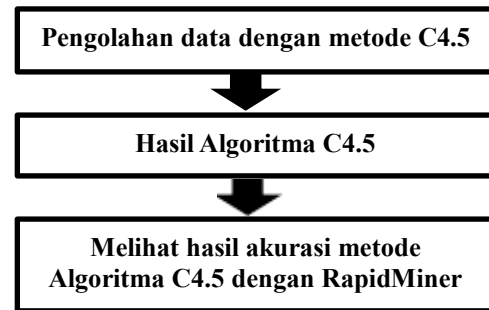 Pengolahan data dengan metode C4.5
Hasil Algoritma C4.5
Melihat hasil akurasi metode
Algoritma C4.5 dengan RapidMiner